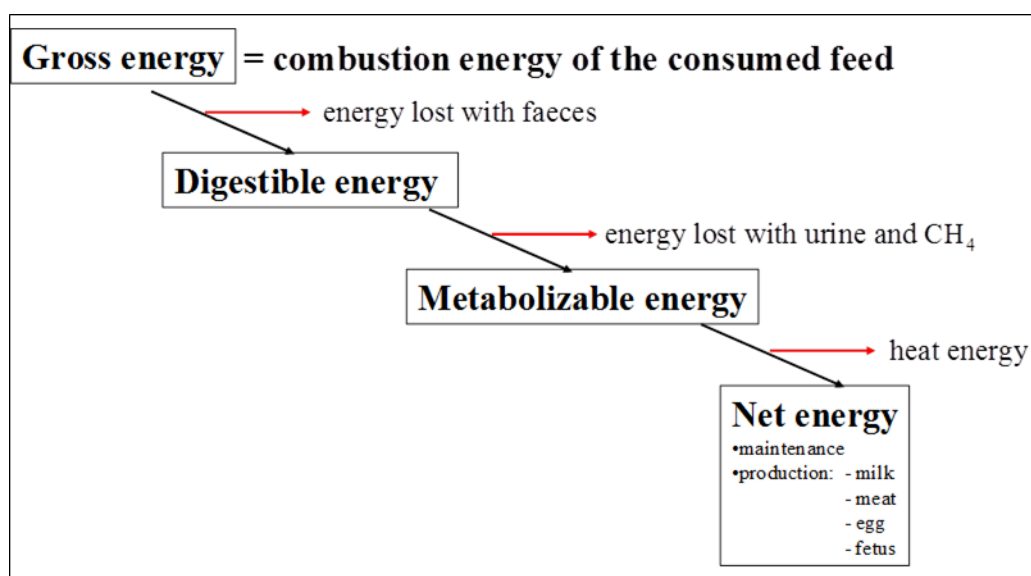 Gross energy = combustion energy of the consumed feed
energy lost with faeces
Digestible energy
energy lost with urine and CH₄
Metabolizable energy
heat energy
Net energy
•maintenance
•production: - milk
- meat
- egg
- fetus